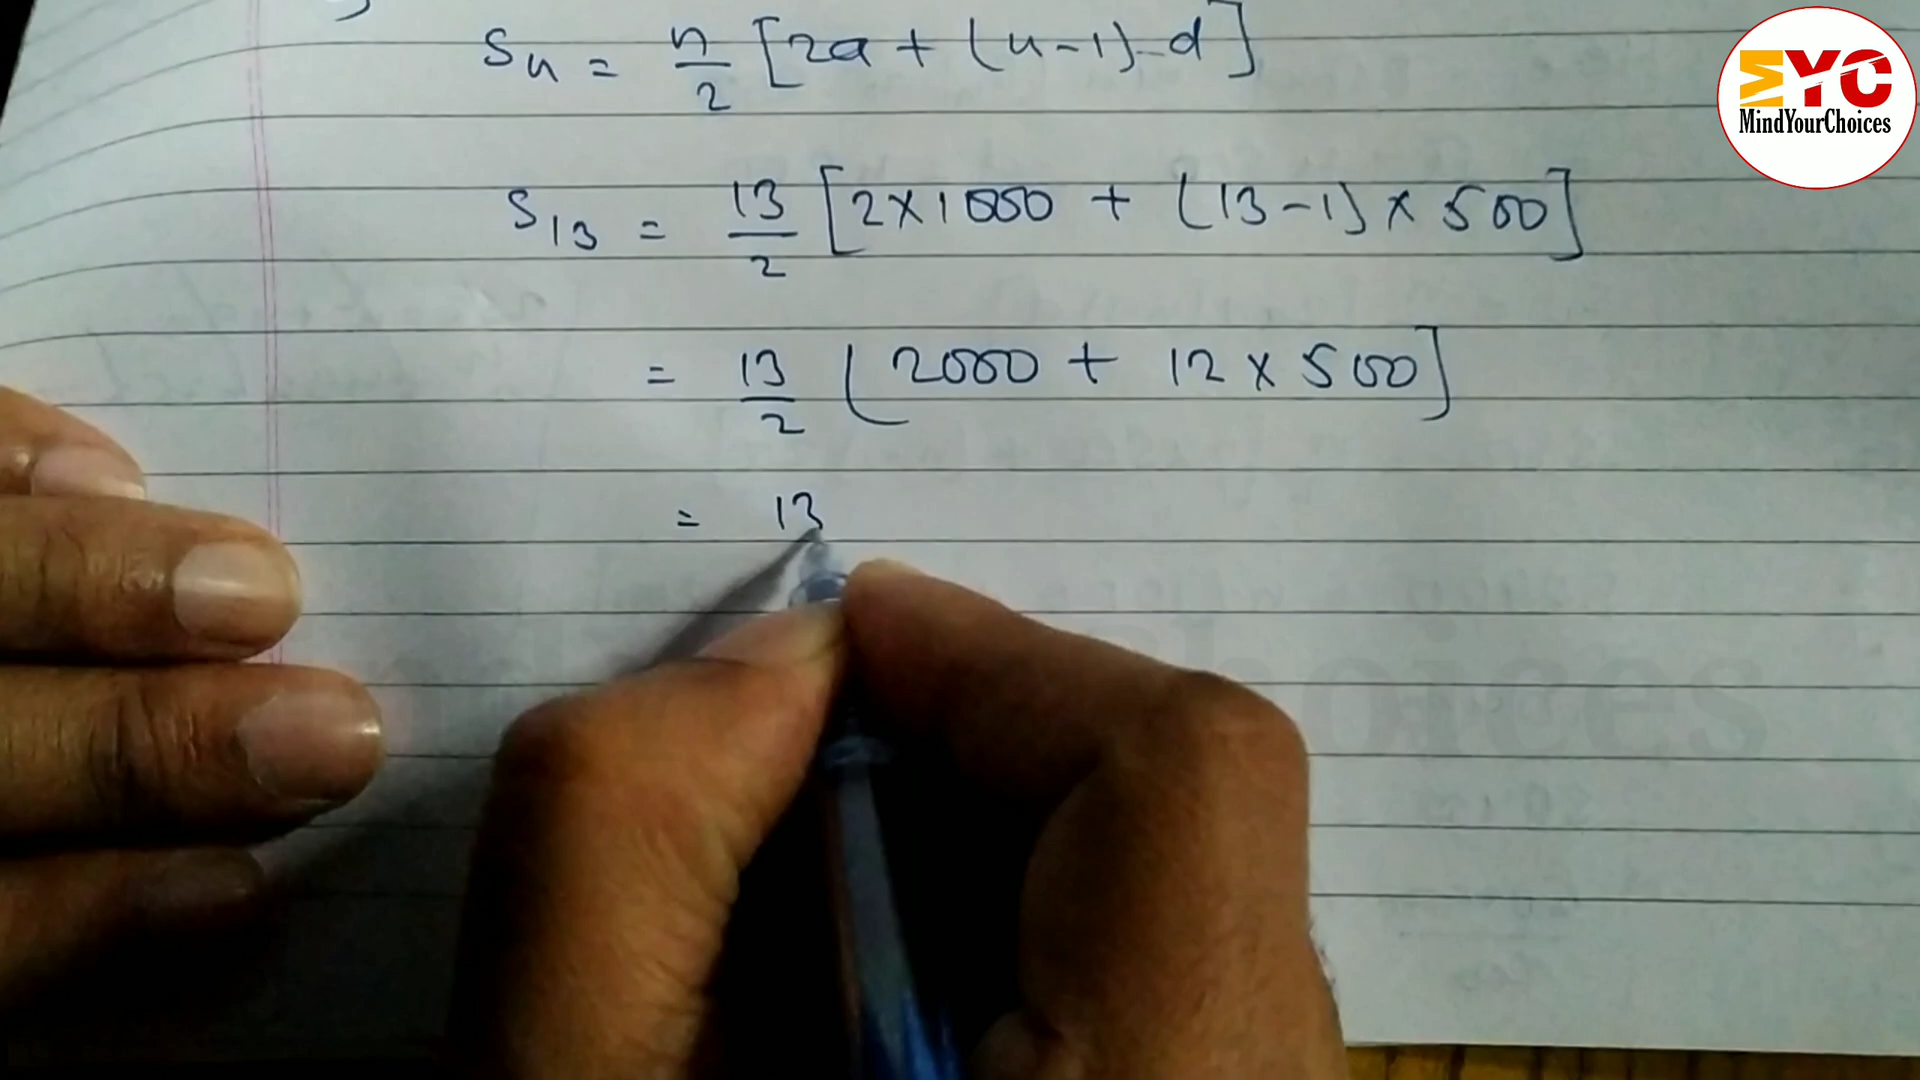 MYC
MindYourChoices
Sn = n/2 [2a + (n-1) d]
S13 = 13/2 [2×1000 + (13-1) × 500]
= 13/2 [2000 + 12 × 500]
= 13